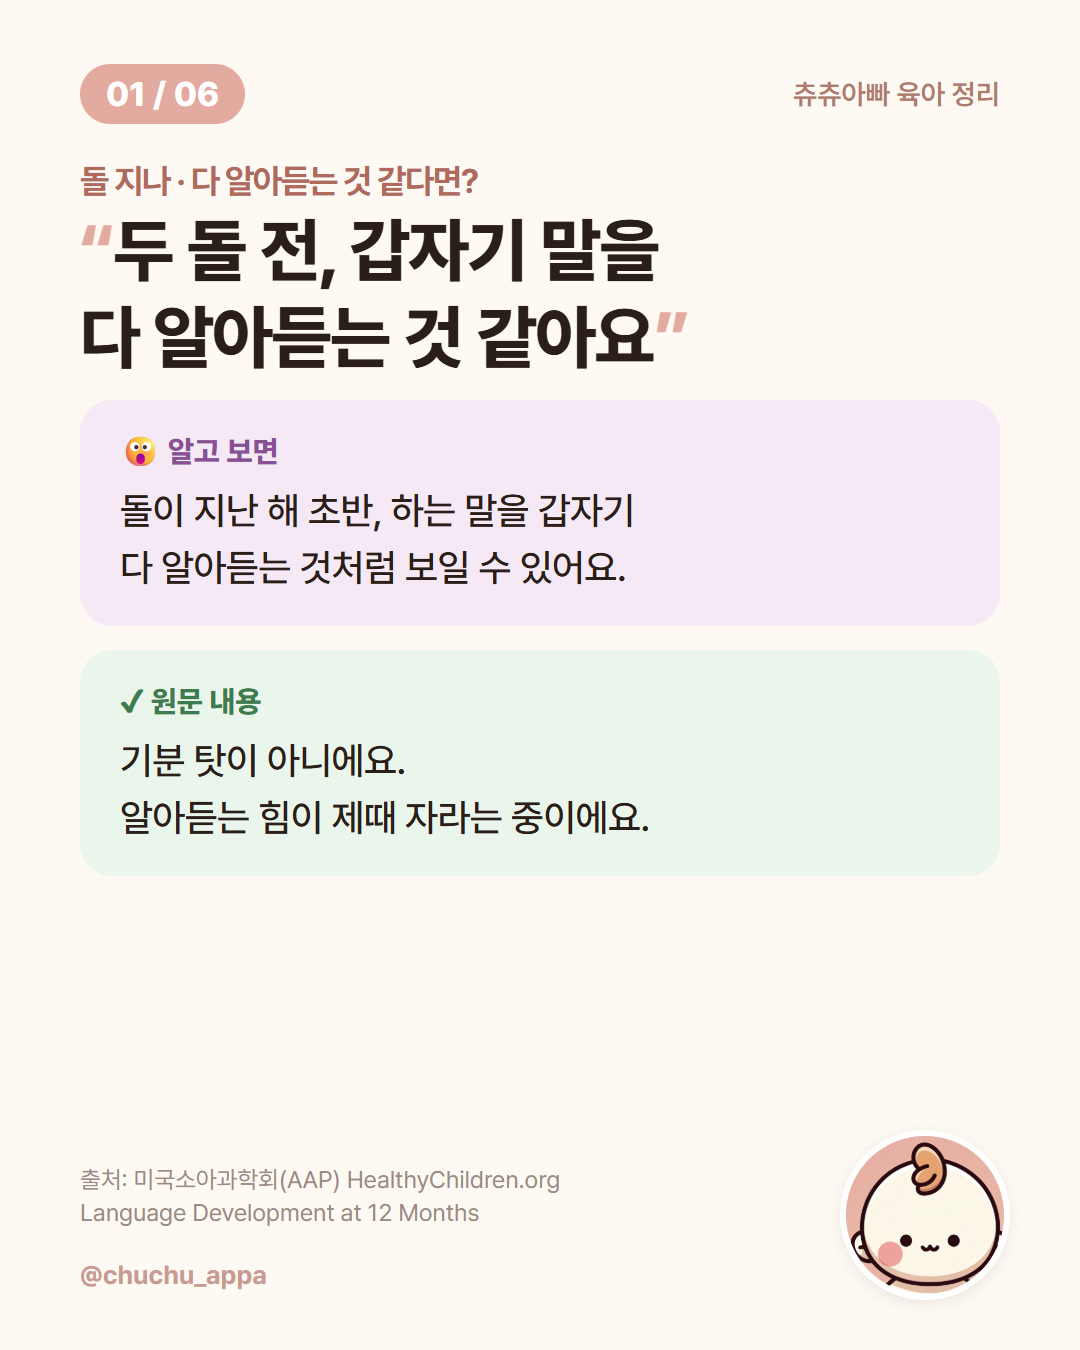 01 / 06
츄츄아빠 육아 정리
돌 지나 · 다 알아듣는 것 같다면?
“두 돌 전, 갑자기 말을
다 알아듣는 것 같아요”
😲 알고 보면
돌이 지난 해 초반, 하는 말을 갑자기
다 알아듣는 것처럼 보일 수 있어요.
✓ 원문 내용
기분 탓이 아니에요.
알아듣는 힘이 제때 자라는 중이에요.
출처: 미국소아과학회(AAP) HealthyChildren.org
Language Development at 12 Months
@chuchu_appa